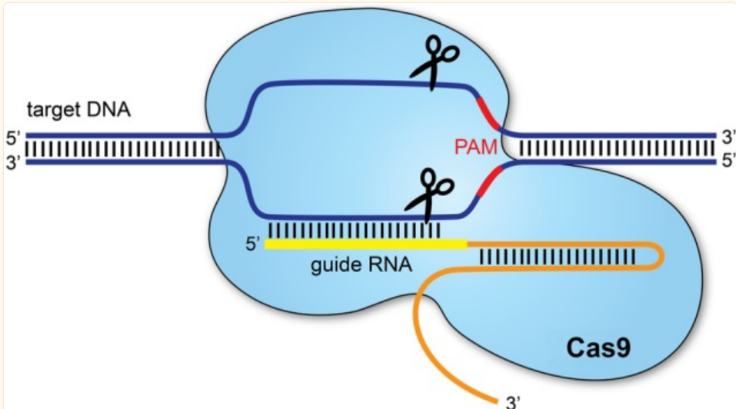 target DNA
5’
3’
3’
5’
PAM
5’
guide RNA
Cas9
3’